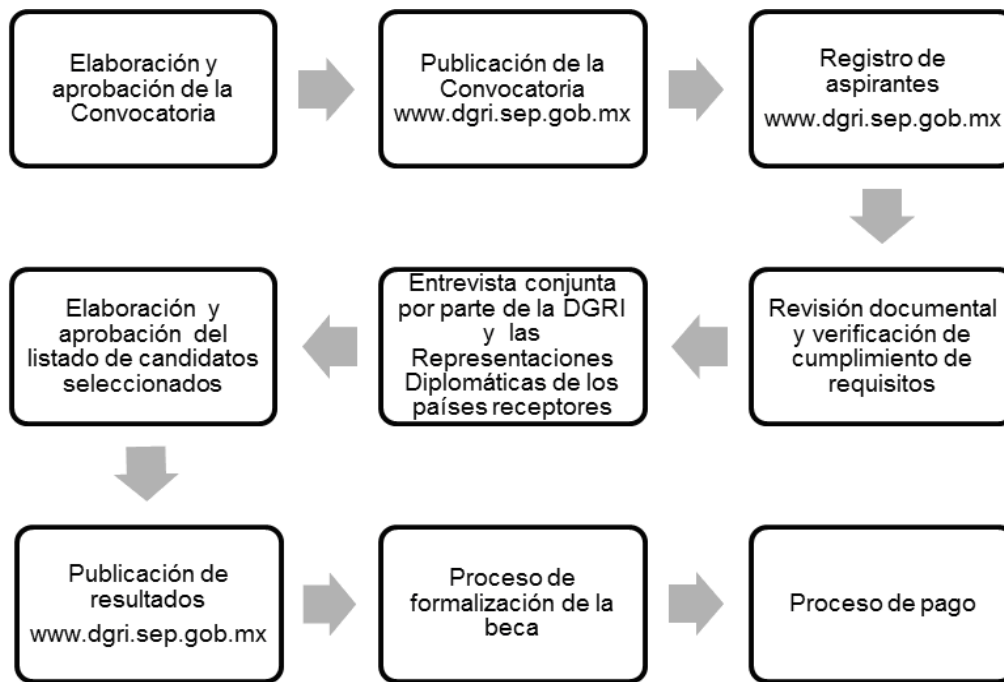 Elaboración y
aprobación de la
Convocatoria
Publicación de la
Convocatoria
www.dgri.sep.gob.mx
Registro de
aspirantes
www.dgri.sep.gob.mx
Revisión documental
y verificación de
cumplimiento de
requisitos
Entrevista conjunta
por parte de la DGRI
y las
Representaciones
Diplomáticas de los
países receptores
Elaboración y
aprobación del
listado de candidatos
seleccionados
Publicación de
resultados
www.dgri.sep.gob.mx
Proceso de
formalización de la
beca
Proceso de pago